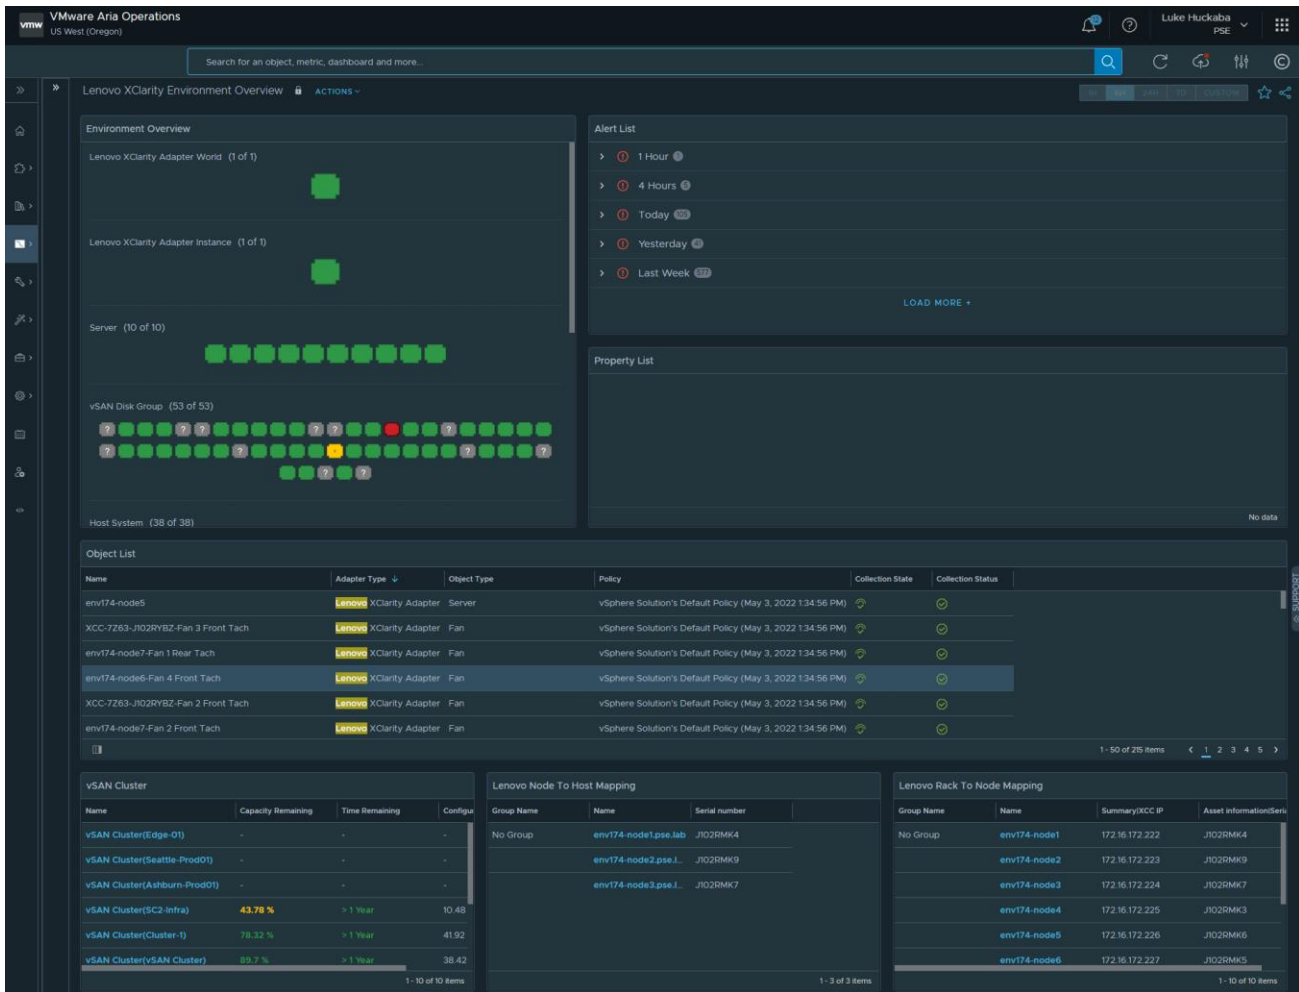 vmw
VMware Aria Operations
US West (Oregon)
Luke Huckaba
PSE
Search for an object, metric, dashboard and more...
Lenovo XClarity Environment Overview
ACTIONS
CUSTOM
Environment Overview
Lenovo XClarity Adapter World (1 of 1)
Lenovo XClarity Adapter Instance (1 of 1)
Server (10 of 10)
vSAN Disk Group (53 of 53)
Host System (38 of 38)
Alert List
1 Hour
4 Hours
Today
Yesterday
Last Week
LOAD MORE +
Property List
No data
SUPPORT
Object List
Name Adapter Type Object Type Policy Collection State Collection Status
env174-node5 Lenovo XClarity Adapter Server vSphere Solution's Default Policy (May 3, 2022 1:34:56 PM)
XCC-7Z63-J102RYBZ-Fan 3 Front Tach Lenovo XClarity Adapter Fan vSphere Solution's Default Policy (May 3, 2022 1:34:56 PM)
env174-node7-Fan 1 Rear Tach Lenovo XClarity Adapter Fan vSphere Solution's Default Policy (May 3, 2022 1:34:56 PM)
env174-node6-Fan 4 Front Tach Lenovo XClarity Adapter Fan vSphere Solution's Default Policy (May 3, 2022 1:34:56 PM)
XCC-7Z63-J102RYBZ-Fan 2 Front Tach Lenovo XClarity Adapter Fan vSphere Solution's Default Policy (May 3, 2022 1:34:56 PM)
env174-node7-Fan 2 Front Tach Lenovo XClarity Adapter Fan vSphere Solution's Default Policy (May 3, 2022 1:34:56 PM)
1 - 50 of 215 items 1 2 3 4 5
vSAN Cluster
Name Capacity Remaining Time Remaining Configu
vSAN Cluster(Edge-01) - - -
vSAN Cluster(Seattle-Prod01) - - -
vSAN Cluster(Ashburn-Prod01) - - -
vSAN Cluster(SC2-Infra) 43.78 % > 1 Year 10.48
vSAN Cluster(Cluster-1) 78.32 % > 1 Year 41.92
vSAN Cluster(vSAN Cluster) 89.7 % > 1 Year 38.42
1 - 10 of 10 items
Lenovo Node To Host Mapping
Group Name Name Serial number
No Group env174-node1.pse.lab J102RMK4
env174-node2.pse.l... J102RMK9
env174-node3.pse.l... J102RMK7
1 - 3 of 3 items
Lenovo Rack To Node Mapping
Group Name Name Summary|XCC IP Asset information|Seri
No Group env174-node1 172.16.172.222 J102RMK4
env174-node2 172.16.172.223 J102RMK9
env174-node3 172.16.172.224 J102RMK7
env174-node4 172.16.172.225 J102RMK3
env174-node5 172.16.172.226 J102RMK6
env174-node6 172.16.172.227 J102RMK5
1 - 10 of 10 items